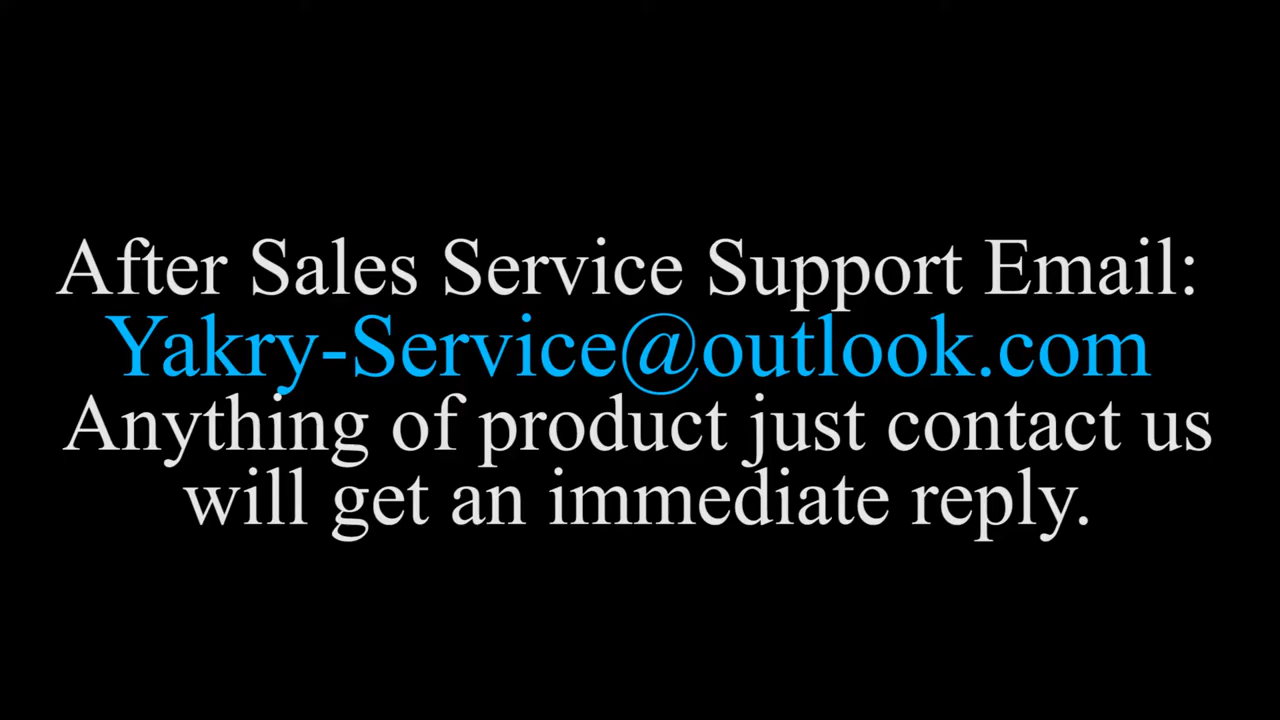 After Sales Service Support Email:
Yakry-Service@outlook.com
Anything of product just contact us
will get an immediate reply.